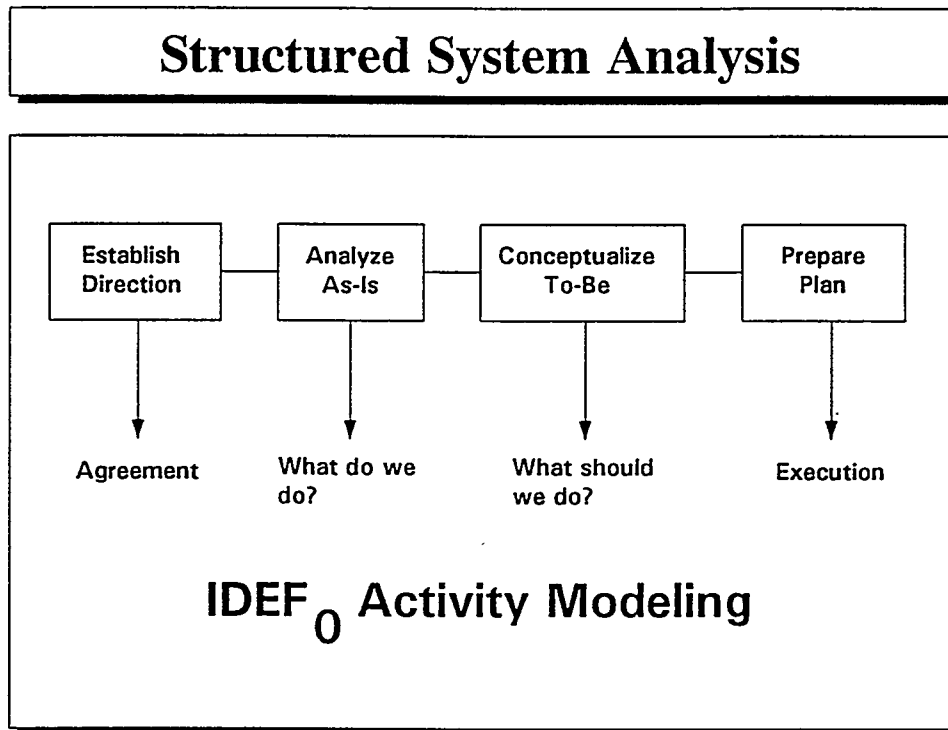 Structured System Analysis
Establish
Direction
Analyze
As-Is
Conceptualize
To-Be
Prepare
Plan
Agreement
What do we
do?
What should
we do?
Execution
IDEF0 Activity Modeling